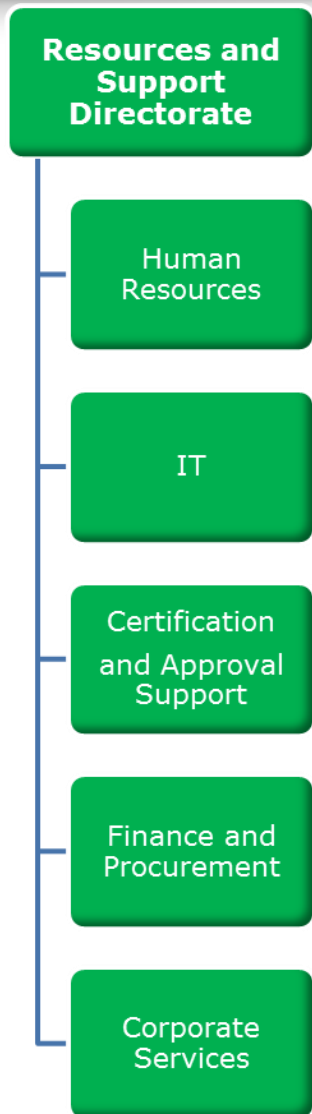 Resources and
Support
Directorate
Human
Resources
IT
Certification
and Approval
Support
Finance and
Procurement
Corporate
Services